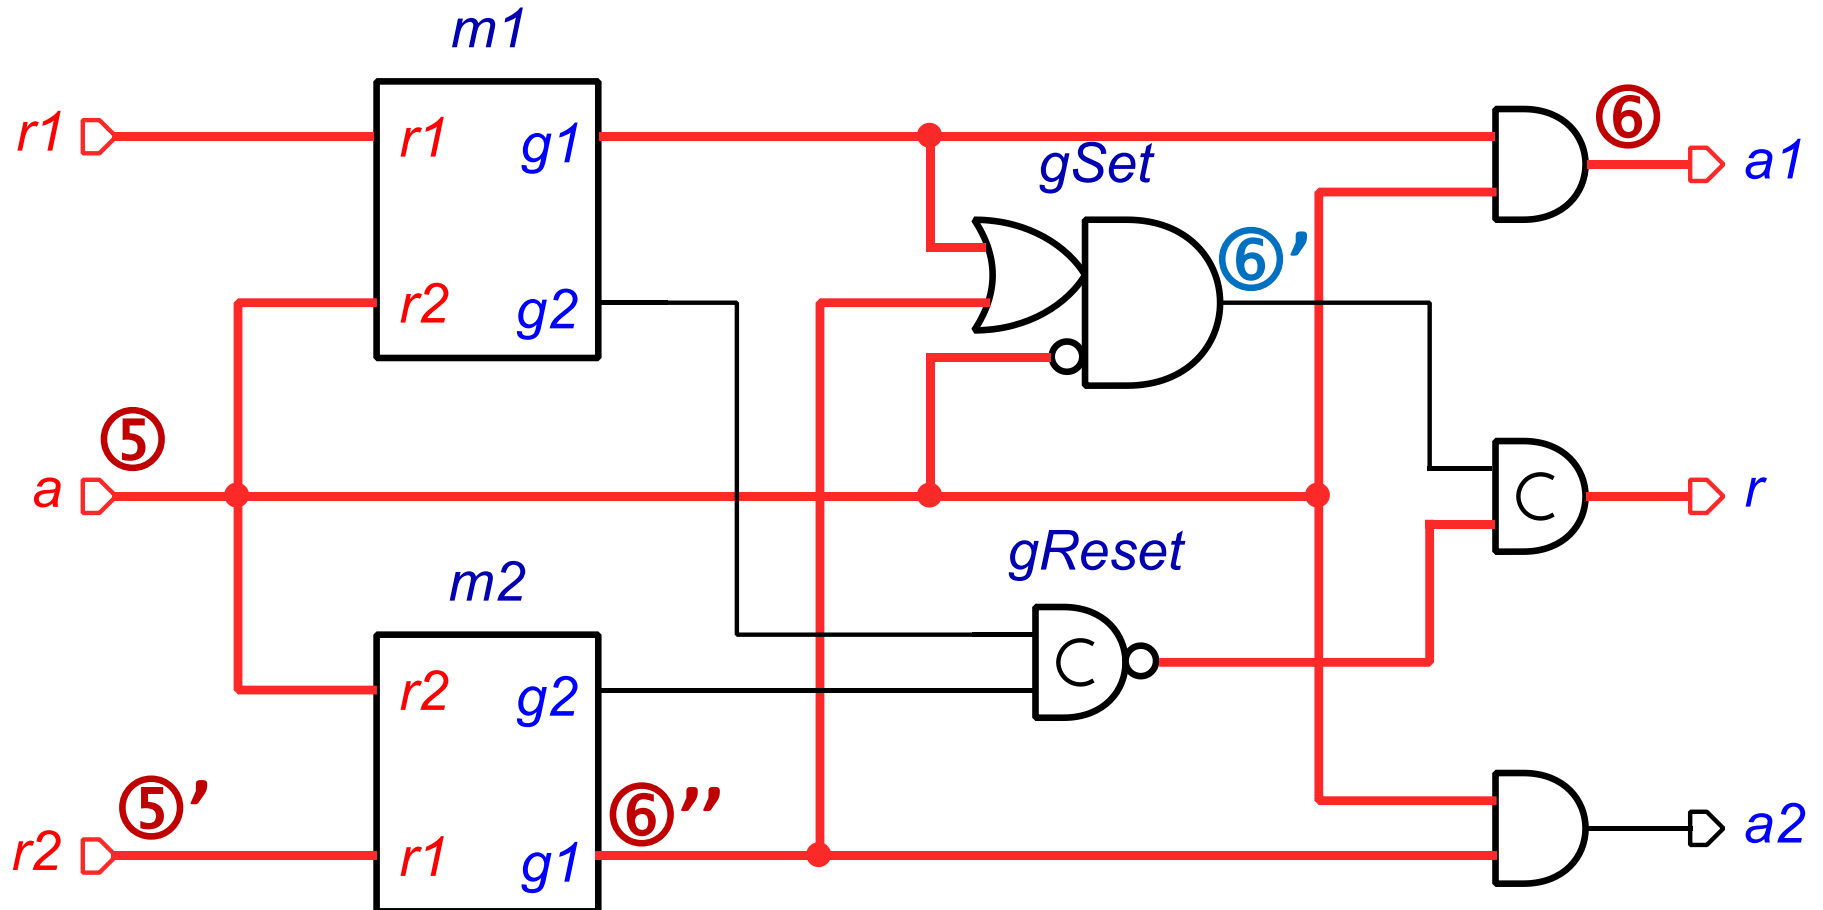 m1
r1
r1
g1
⑥
a1
gSet
r2
g2
⑥’
⑤
a
C
r
gReset
m2
C
r2
g2
⑤’
⑥’’
r2
r1
g1
a2